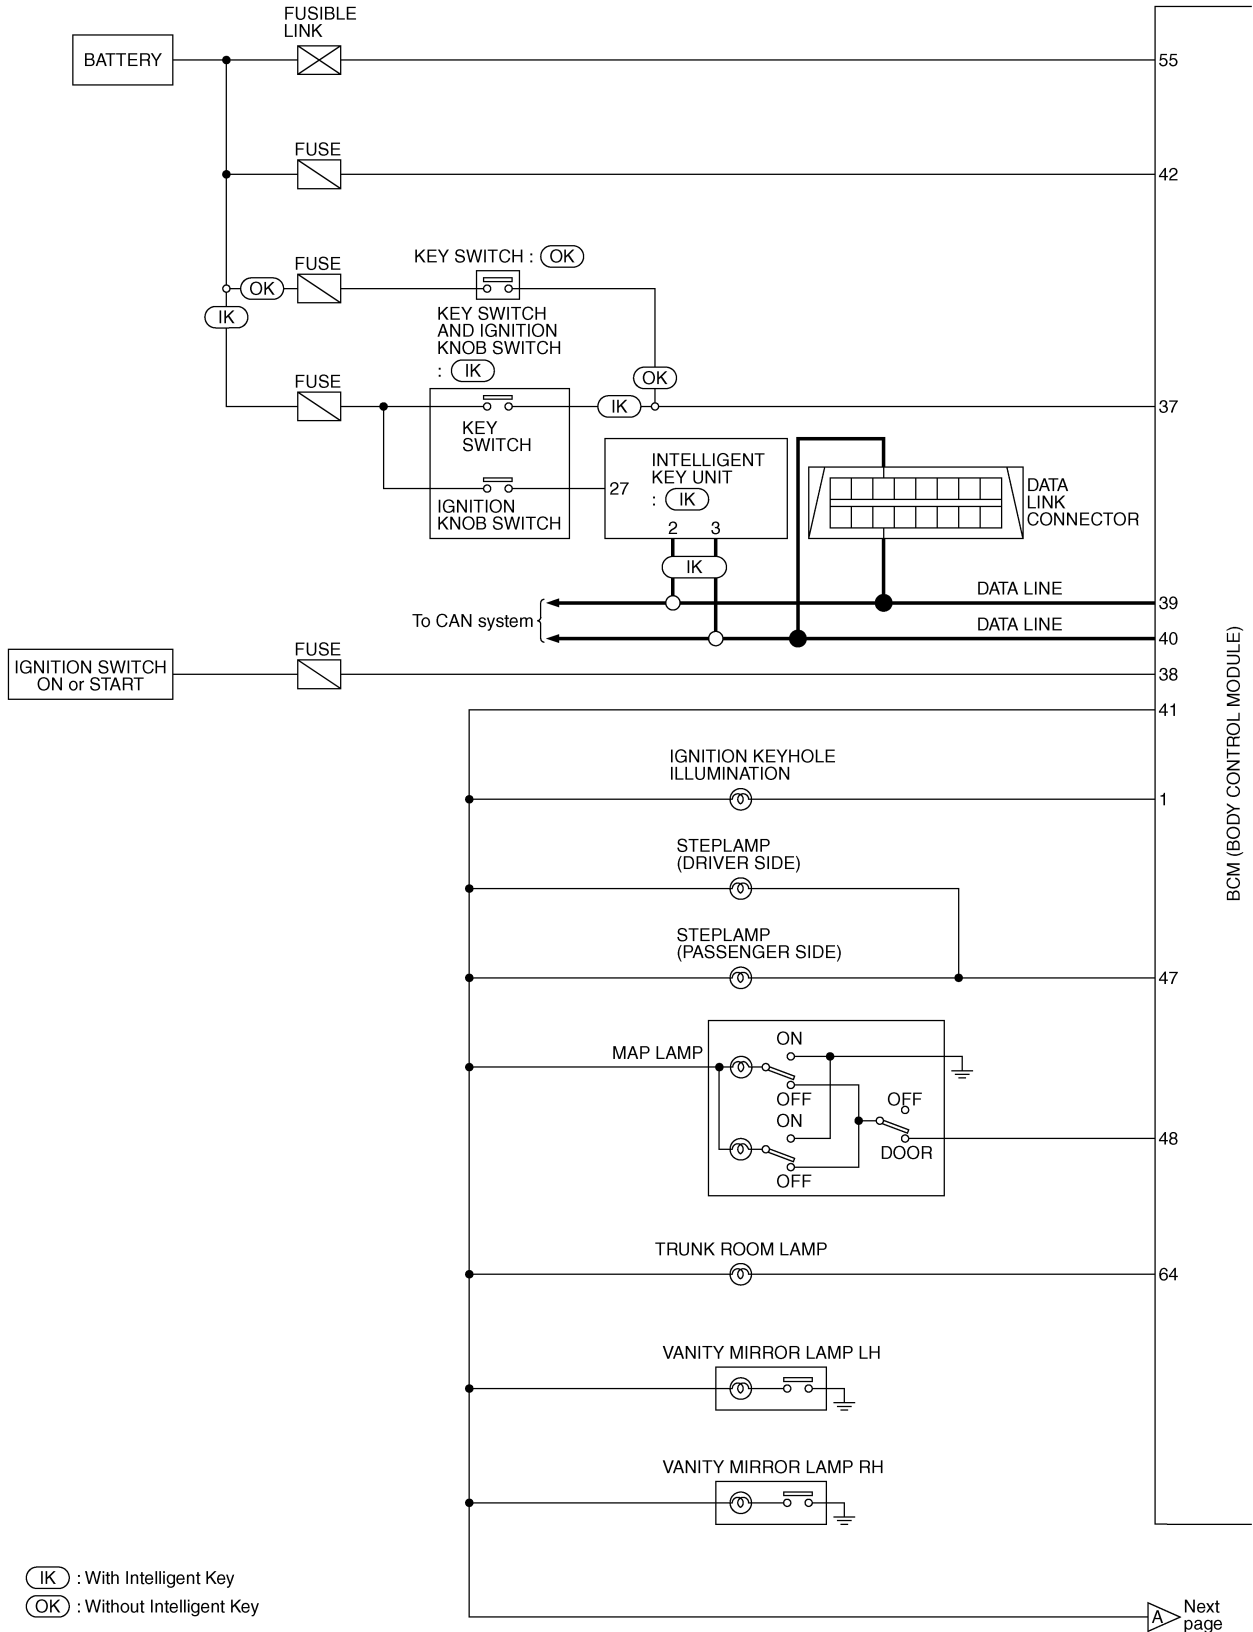 FUSIBLE
LINK
BATTERY
55
FUSE
42
KEY SWITCH : OK
FUSE
OK
IK
KEY SWITCH
AND IGNITION
KNOB SWITCH
: IK
OK
FUSE
IK
37
KEY
SWITCH
INTELLIGENT
KEY UNIT
: IK
27
IGNITION
KNOB SWITCH
2 3
DATA
LINK
CONNECTOR
IK
DATA LINE
39
To CAN system
DATA LINE
40
FUSE
IGNITION SWITCH
ON or START
38
41
BCM (BODY CONTROL MODULE)
IGNITION KEYHOLE
ILLUMINATION
1
STEPLAMP
(DRIVER SIDE)
STEPLAMP
(PASSENGER SIDE)
47
ON
MAP LAMP
OFF
OFF
ON
48
DOOR
OFF
TRUNK ROOM LAMP
64
VANITY MIRROR LAMP LH
VANITY MIRROR LAMP RH
IK : With Intelligent Key
OK : Without Intelligent Key
A Next
page